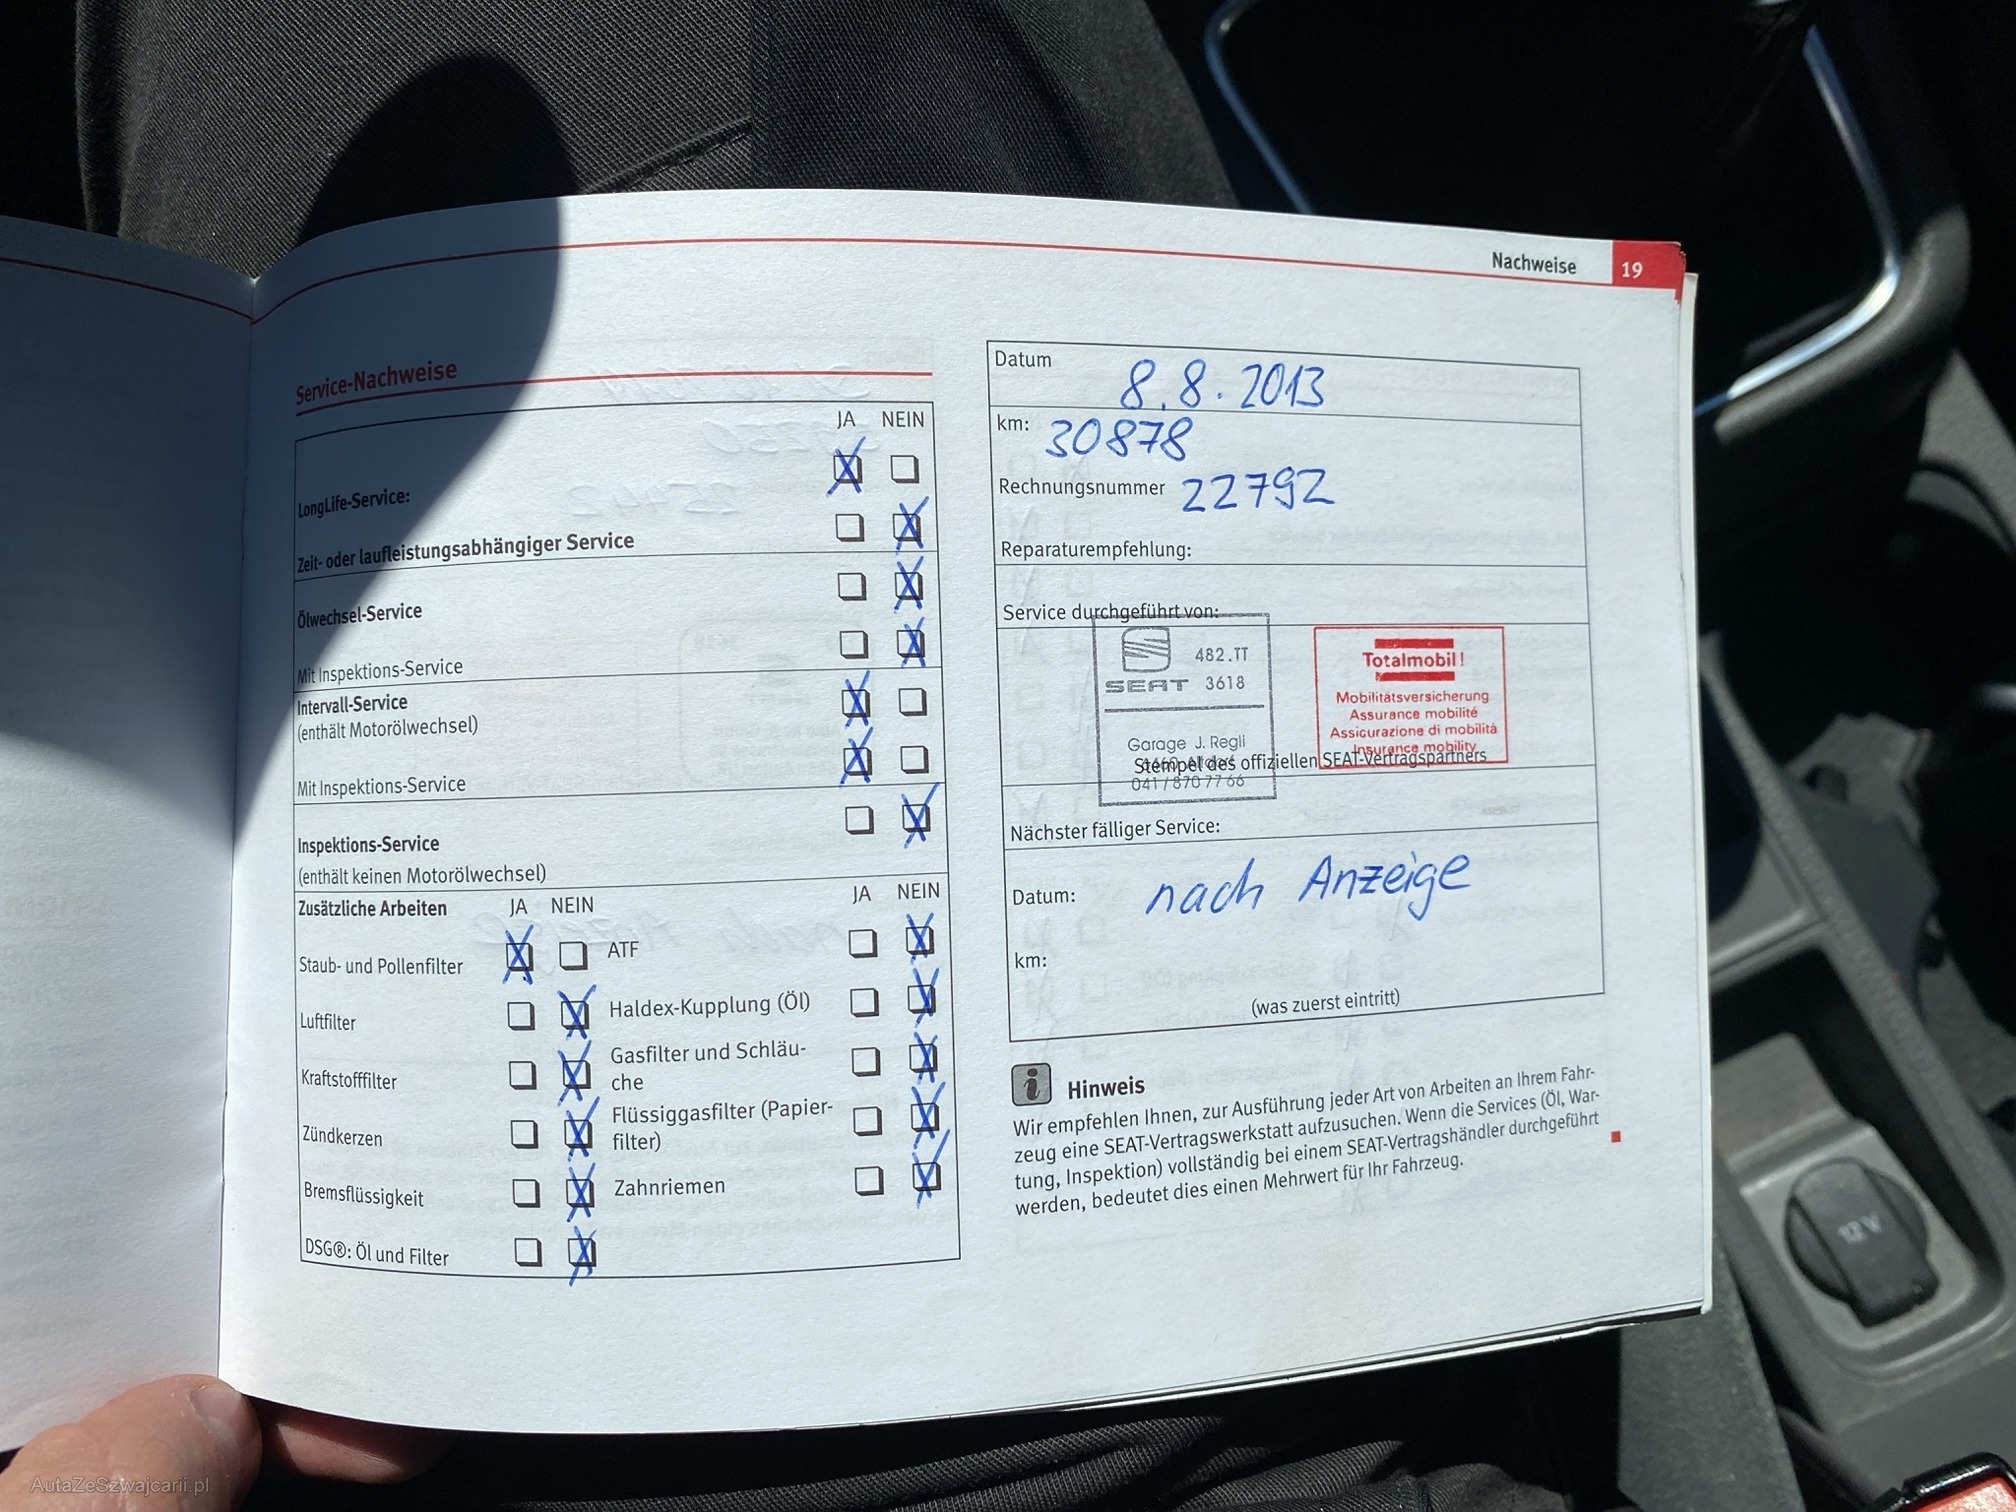 Nachweise 19
Service-Nachweise
JA NEIN
LongLife-Service:
Zeit- oder laufleistungsabhängiger Service
Ölwechsel-Service
Mit Inspektions-Service
Intervall-Service
(enthält Motorölwechsel)
Mit Inspektions-Service
Inspektions-Service
(enthält keinen Motorölwechsel)
Zusätzliche Arbeiten JA NEIN JA NEIN
Staub- und Pollenfilter ATF
Luftfilter Haldex-Kupplung (Öl)
Kraftstofffilter Gasfilter und Schläu-
che
Zündkerzen Flüssiggasfilter (Papier-
filter)
Bremsflüssigkeit Zahnriemen
DSG®: Öl und Filter
Datum 8.8.2013
km: 30878
Rechnungsnummer 22792
Reparaturempfehlung:
Service durchgeführt von:
482.TT
SEAT 3618
Garage J. Regli
041/870 77 66
Totalmobil!
Mobilitätsversicherung
Assurance mobilité
Assicurazione di mobilità
Insurance mobility
Stempel des offiziellen SEAT-Vertragspartners
Nächster fälliger Service:
Datum: nach Anzeige
km:
(was zuerst eintritt)
Hinweis
Wir empfehlen Ihnen, zur Ausführung jeder Art von Arbeiten an Ihrem Fahr-
zeug eine SEAT-Vertragswerkstatt aufzusuchen. Wenn die Services (Öl, War-
tung, Inspektion) vollständig bei einem SEAT-Vertragshändler durchgeführt
werden, bedeutet dies einen Mehrwert für Ihr Fahrzeug.
12V
AutaZeSzwajcarii.pl